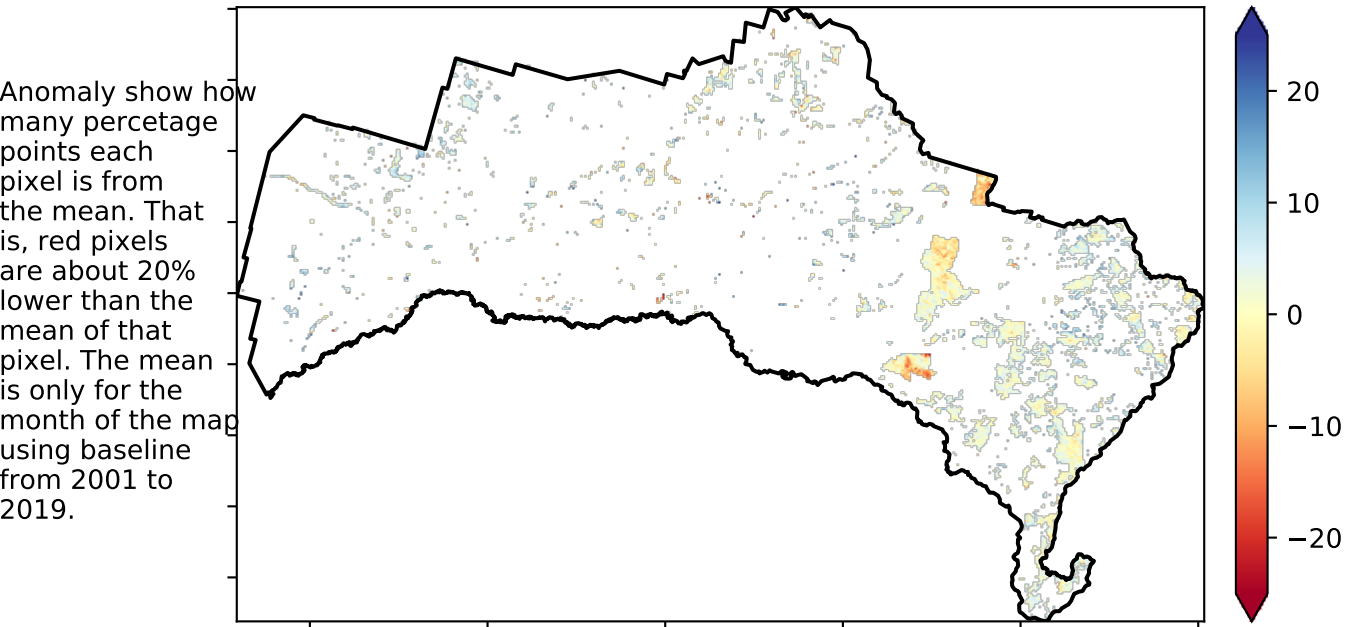 Anomaly show how
many percetage
points each
pixel is from
the mean. That
is, red pixels
are about 20%
lower than the
mean of that
pixel. The mean
is only for the
month of the map
using baseline
from 2001 to
2019.
20
10
0
−10
−20